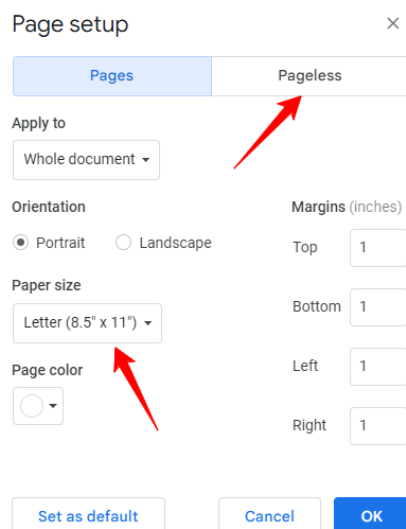 Page setup
Pages
Pageless
Apply to
Whole document
Orientation
Portrait
Landscape
Paper size
Letter (8.5" x 11")
Page color
Margins (inches)
Top 1
Bottom 1
Left 1
Right 1
Set as default
Cancel
OK